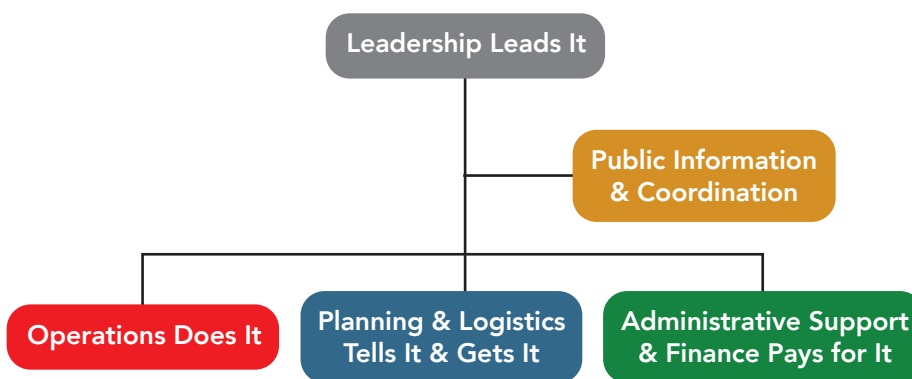 Leadership Leads It
Public Information
& Coordination
Operations Does It
Planning & Logistics
Tells It & Gets It
Administrative Support
& Finance Pays for It